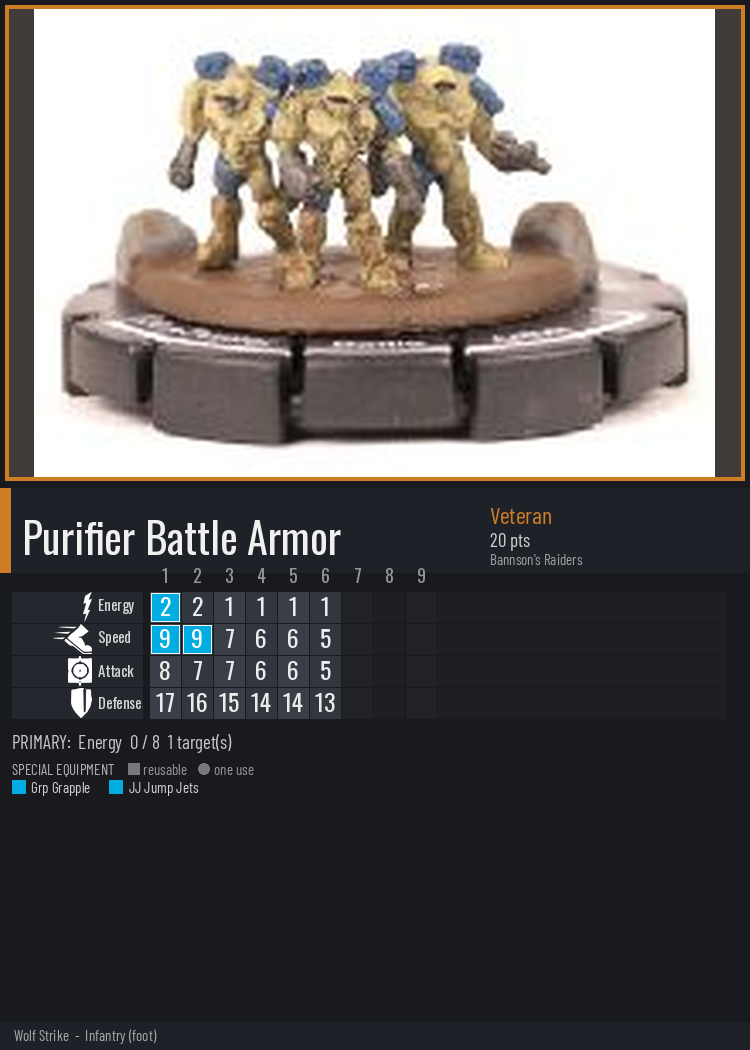 Purifier Battle Armor
Veteran
20 pts
Bannson's Raiders
1 2 3 4 5 6 7 8 9
Energy 2 2 1 1 1 1
Speed 9 9 7 6 6 5
Attack 8 7 7 6 6 5
Defense 17 16 15 14 14 13
PRIMARY: Energy 0 / 8 1 target(s)
SPECIAL EQUIPMENT reusable one use
Grp Grapple JJ Jump Jets
Wolf Strike - Infantry (foot)